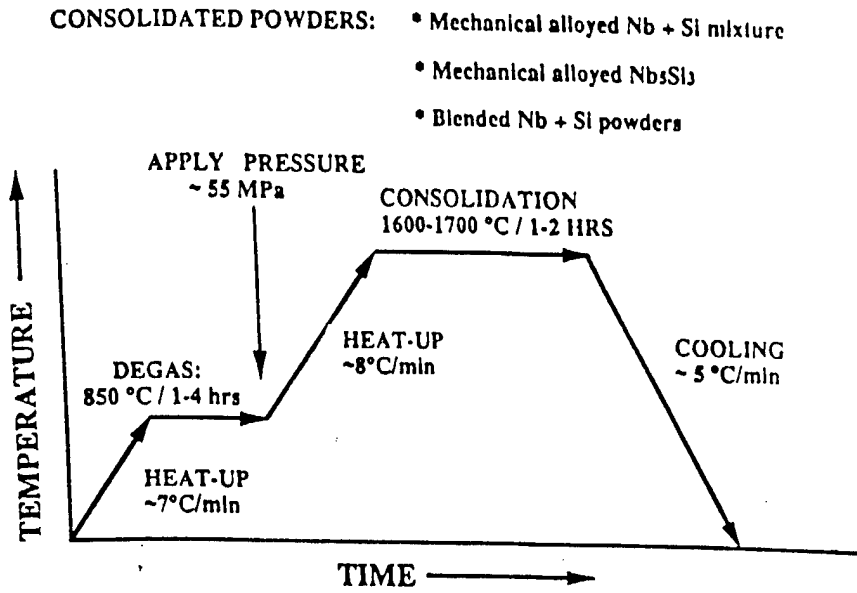 CONSOLIDATED POWDERS:
* Mechanical alloyed Nb + Si mixture
* Mechanical alloyed Nb5Si3
* Blended Nb + Si powders
APPLY PRESSURE
~ 55 MPa
CONSOLIDATION
1600-1700 °C / 1-2 HRS
HEAT-UP
~8°C/min
COOLING
~ 5 °C/min
DEGAS:
850 °C / 1-4 hrs
HEAT-UP
~7°C/min
TEMPERATURE
TIME